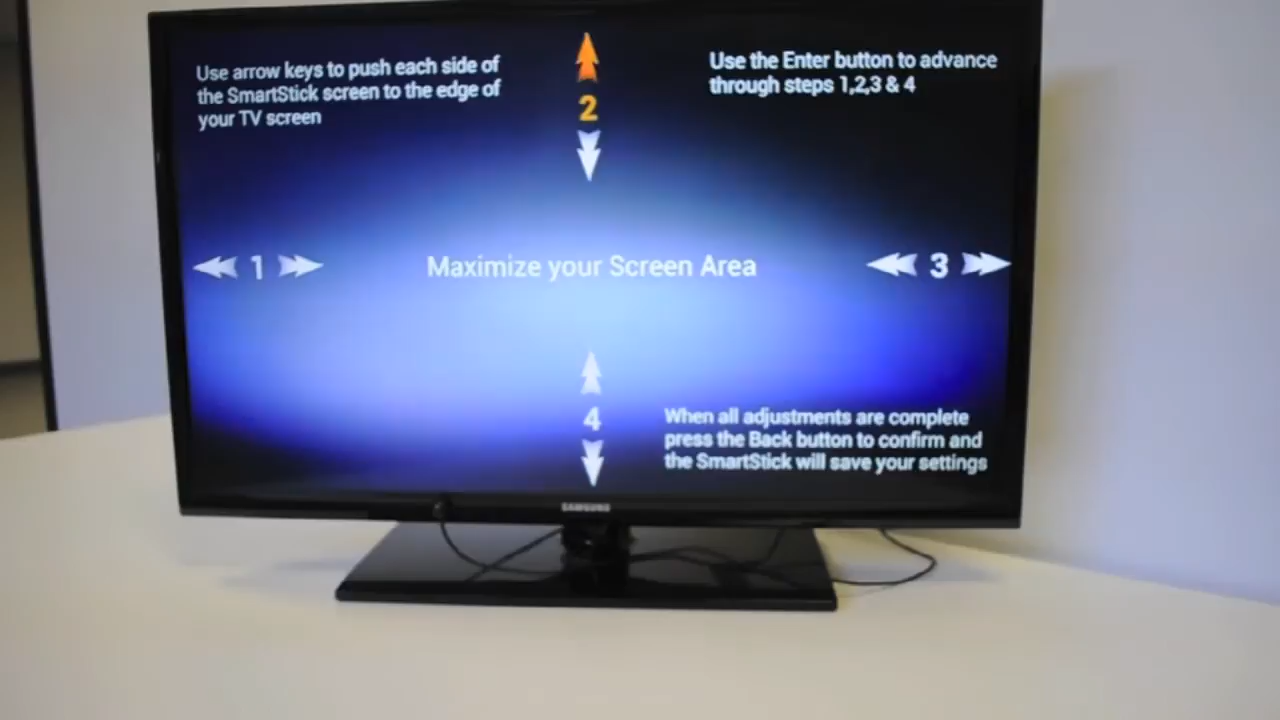 Use arrow keys to push each side of
the SmartStick screen to the edge of
your TV screen
2
Use the Enter button to advance
through steps 1,2,3 & 4
1
Maximize your Screen Area
3
4
When all adjustments are complete
press the Back button to confirm and
the SmartStick will save your settings
SAMSUNG